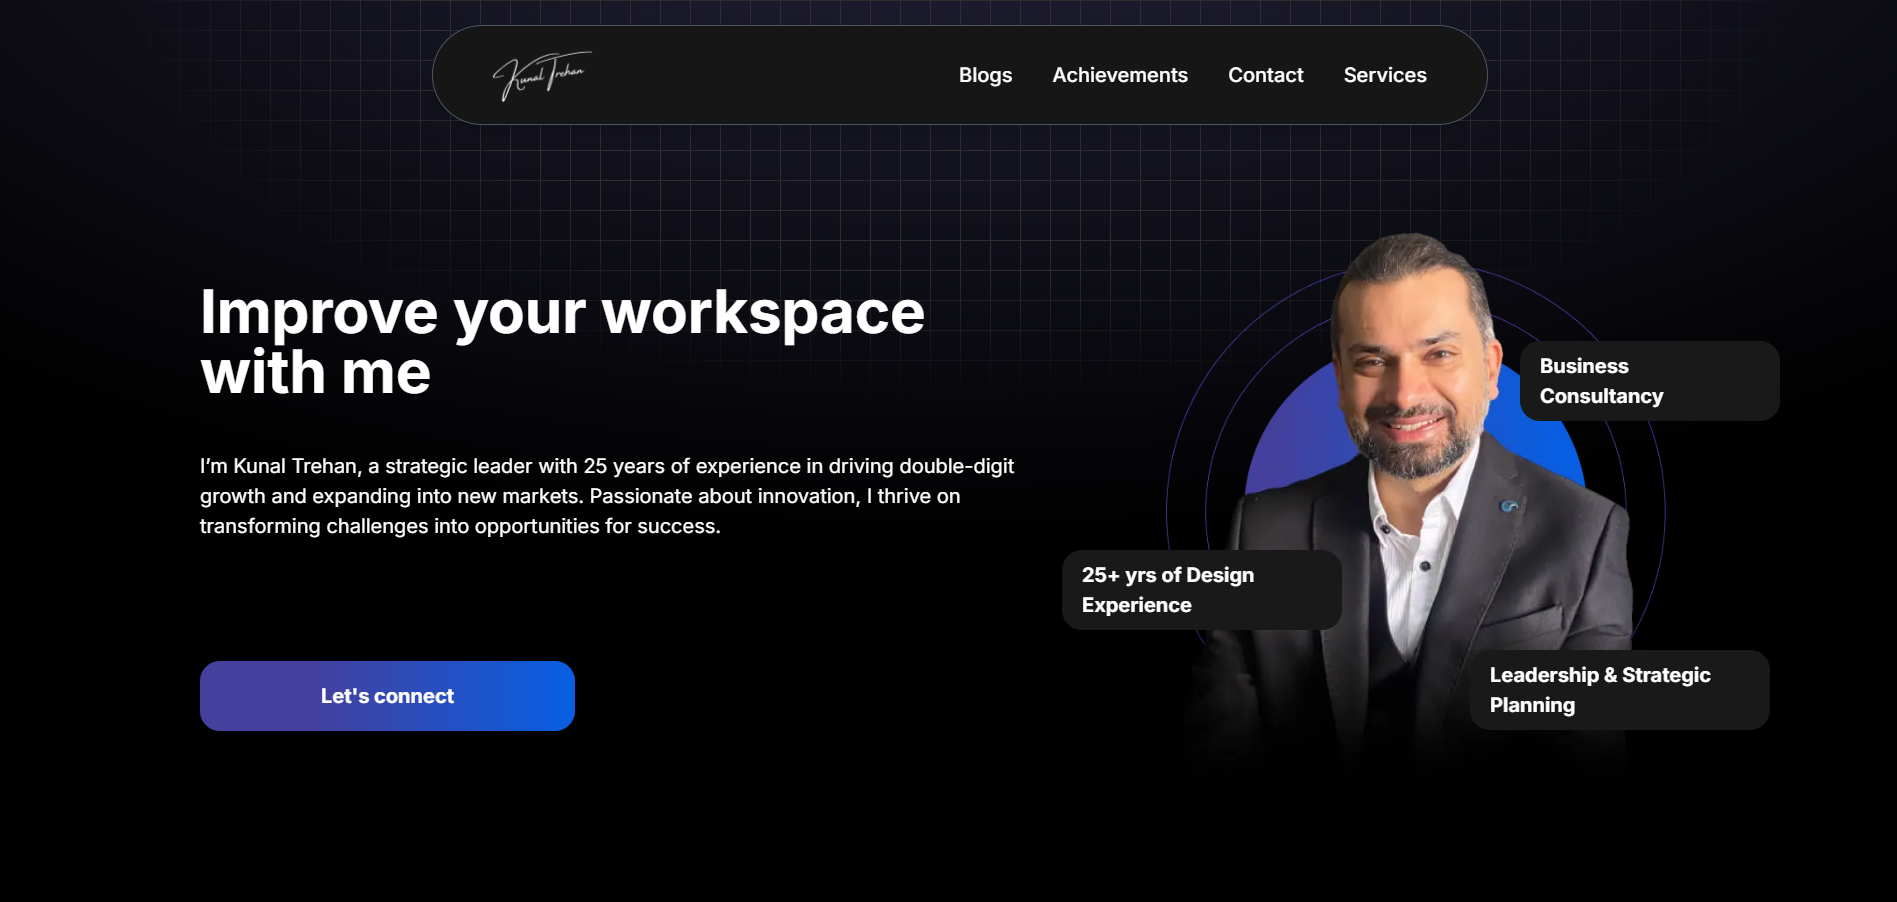 Kunal Trehan
Blogs
Achievements
Contact
Services
Improve your workspace
with me
I’m Kunal Trehan, a strategic leader with 25 years of experience in driving double-digit
growth and expanding into new markets. Passionate about innovation, I thrive on
transforming challenges into opportunities for success.
Let's connect
Business
Consultancy
25+ yrs of Design
Experience
Leadership & Strategic
Planning